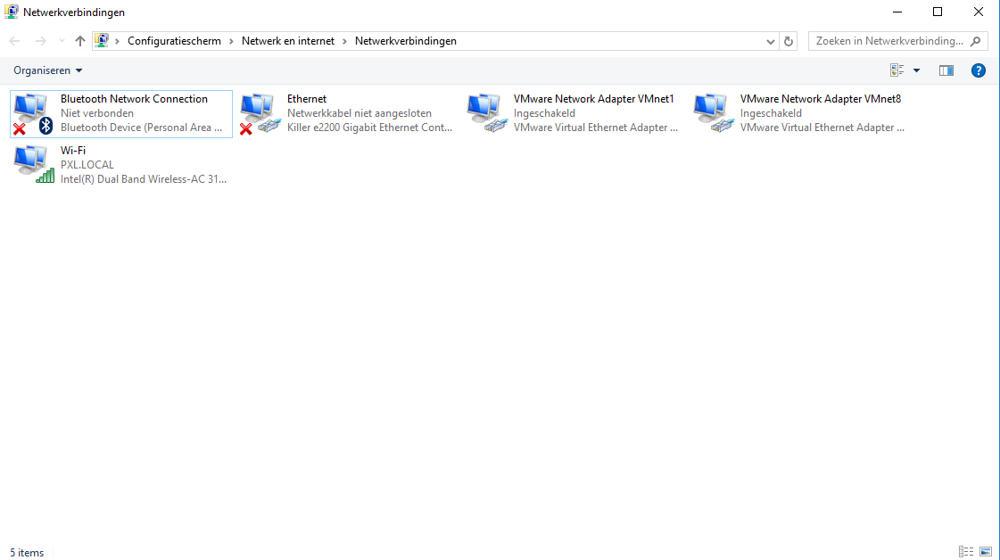 Netwerkverbindingen
Configuratiescherm > Netwerk en internet > Netwerkverbindingen
Zoeken in Netwerkverbinding...
Organiseren
?
Bluetooth Network Connection
Niet verbonden
Bluetooth Device (Personal Area ...
Ethernet
Netwerkkabel niet aangesloten
Killer e2200 Gigabit Ethernet Cont...
VMware Network Adapter VMnet1
Ingeschakeld
VMware Virtual Ethernet Adapter ...
VMware Network Adapter VMnet8
Ingeschakeld
VMware Virtual Ethernet Adapter ...
Wi-Fi
PXL.LOCAL
Intel(R) Dual Band Wireless-AC 31...
5 items